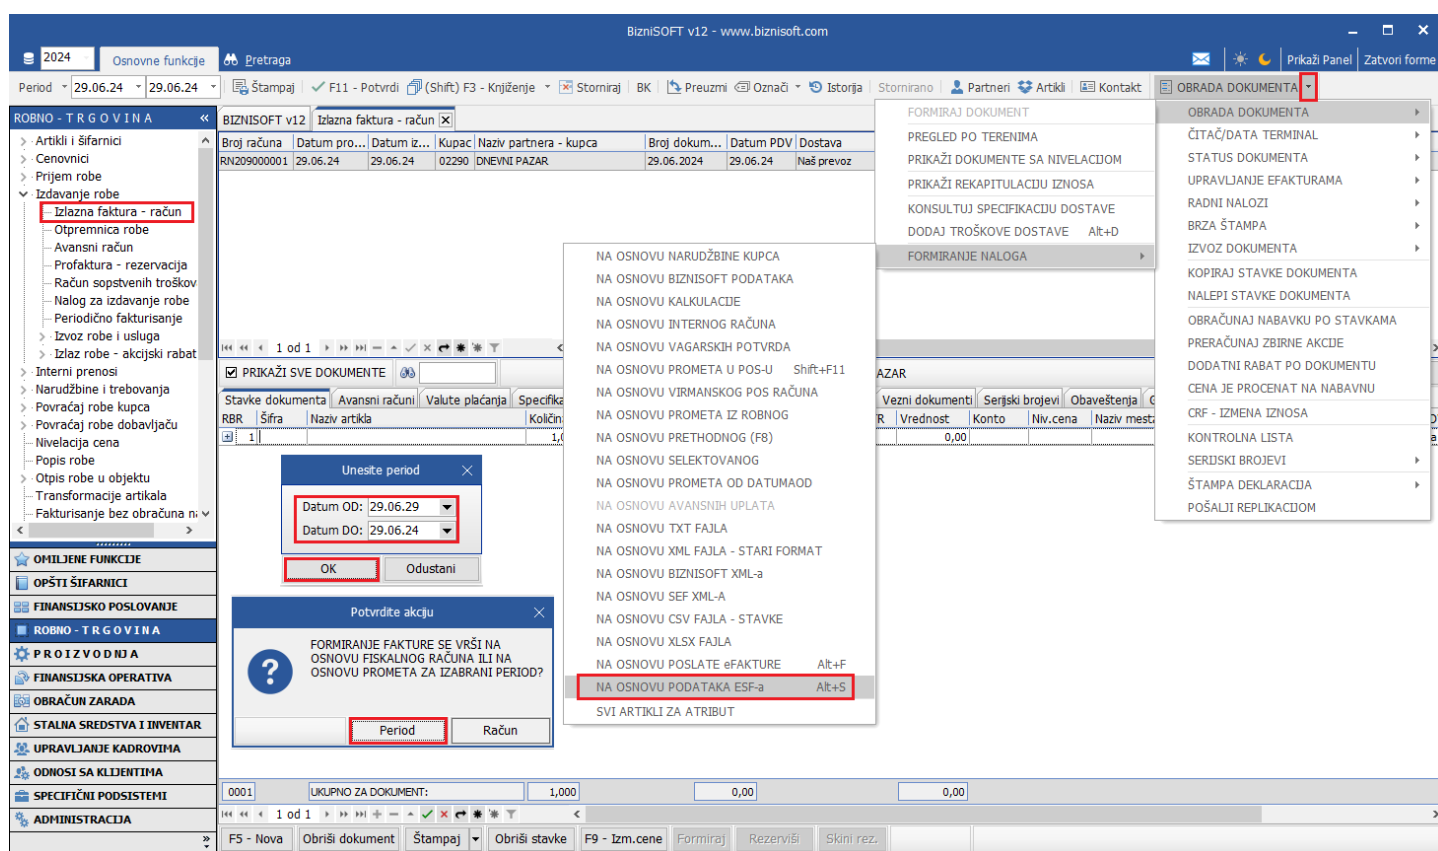 BizniSOFT v12 - www.biznisoft.com
2024
Osnovne funkcije
Pretraga
Prikaži Panel
Zatvori forme
Period
29.06.24
29.06.24
Štampaj
F11 - Potvrdi
(Shift) F3 - Knjiženje
Storniraj
BK
Preuzmi
Označi
Istorija
Stornirano
Partneri
Artikli
Kontakt
OBRADA DOKUMENTA
ROBNO - T R G O V I N A
Artikli i šifarnici
Cenovnici
Prijem robe
Izdavanje robe
Izlazna faktura - račun
Otpremnica robe
Avansni račun
Profaktura - rezervacija
Račun sopstvenih troškov
Nalog za izdavanje robe
Periodično fakturisanje
Izvoz robe i usluga
Izlaz robe - akcijski rabat
Interni prenosi
Narudžbine i trebovanja
Povraćaj robe kupca
Povraćaj robe dobavljaču
Nivelacija cena
Popis robe
Otpis robe u objektu
Transformacije artikala
Fakturisanje bez obračuna na
OMILJENE FUNKCIJE
OPŠTI ŠIFARNICI
FINANSIJSKO POSLOVANJE
ROBNO - T R G O V I N A
P R O I Z V O D NJ A
FINANSIJSKA OPERATIVA
OBRAČUN ZARADA
STALNA SREDSTVA I INVENTAR
UPRAVLJANJE KADROVIMA
ODNOSI SA KLIJENTIMA
SPECIFIČNI PODSISTEMI
ADMINISTRACIJA
BIZNISOFT v12
Izlazna faktura - račun
Broj računa Datum pro... Datum iz... Kupac Naziv partnera - kupca Broj dokum... Datum PDV Dostava
RN209000001 29.06.24 29.06.24 02290 DNEVNI PAZAR 29.06.2024 29.06.24 Naš prevoz
1 od 1
PRIKAŽI SVE DOKUMENTE
AZAR
Stavke dokumenta Avansni računi Valute plaćanja Specifika Vezni dokumenti Serijski brojevi Obaveštenja
RBR Šifra Naziv artikla Količin R Vrednost Konto Niv.cena Naziv mesta
1 1,0 0,00
Unesite period
Datum OD: 29.06.29
Datum DO: 29.06.24
OK
Odustani
Potvrdite akciju
FORMIRANJE FAKTURE SE VRŠI NA
OSNOVU FISKALNOG RAČUNA ILI NA
OSNOVU PROMETA ZA IZABRANI PERIOD?
Period
Račun
NA OSNOVU NARUDŽBINE KUPCA
NA OSNOVU BIZNISOFT PODATAKA
NA OSNOVU KALKULACIJE
NA OSNOVU INTERNOG RAČUNA
NA OSNOVU VAGARSKIH POTVRDA
NA OSNOVU PROMETA U POS-U Shift+F11
NA OSNOVU VIRMANSKOG POS RAČUNA
NA OSNOVU PROMETA IZ ROBNOG
NA OSNOVU PRETHODNOG (F8)
NA OSNOVU SELEKTOVANOG
NA OSNOVU PROMETA OD DATUMAOD
NA OSNOVU AVANSNIH UPLATA
NA OSNOVU TXT FAJLA
NA OSNOVU XML FAJLA - STARI FORMAT
NA OSNOVU BIZNISOFT XML-a
NA OSNOVU SEF XML-A
NA OSNOVU CSV FAJLA - STAVKE
NA OSNOVU XLSX FAJLA
NA OSNOVU POSLATE eFAKTURE Alt+F
NA OSNOVU PODATAKA ESF-a Alt+S
SVI ARTIKLI ZA ATRIBUT
FORMIRAJ DOKUMENT
PREGLED PO TERENIMA
PRIKAŽI DOKUMENTE SA NIVELACIJOM
PRIKAŽI REKAPITULACIJU IZNOSA
KONSULTUJ SPECIFIKACIJU DOSTAVE
DODAJ TROŠKOVE DOSTAVE Alt+D
FORMIRANJE NALOGA
OBRADA DOKUMENTA
ČITAČ/DATA TERMINAL
STATUS DOKUMENTA
UPRAVLJANJE EFAKTURAMA
RADNI NALOZI
BRZA ŠTAMPA
IZVOZ DOKUMENTA
KOPIRAJ STAVKE DOKUMENTA
NALEPI STAVKE DOKUMENTA
OBRAČUNAJ NABAVKU PO STAVKAMA
PRERAČUNAJ ZBIRNE AKCIJE
DODATNI RABAT PO DOKUMENTU
CENA JE PROCENAT NA NABAVNU
CRF - IZMENA IZNOSA
KONTROLNA LISTA
SERIJSKI BROJEVI
ŠTAMPA DEKLARACIJA
POŠALJI REPLIKACIJOM
0001 UKUPNO ZA DOKUMENT: 1,000 0,00 0,00
1 od 1
F5 - Nova
Obriši dokument
Štampaj
Obriši stavke
F9 - Izm.cene
Formiraj
Rezerviši
Skini rez.